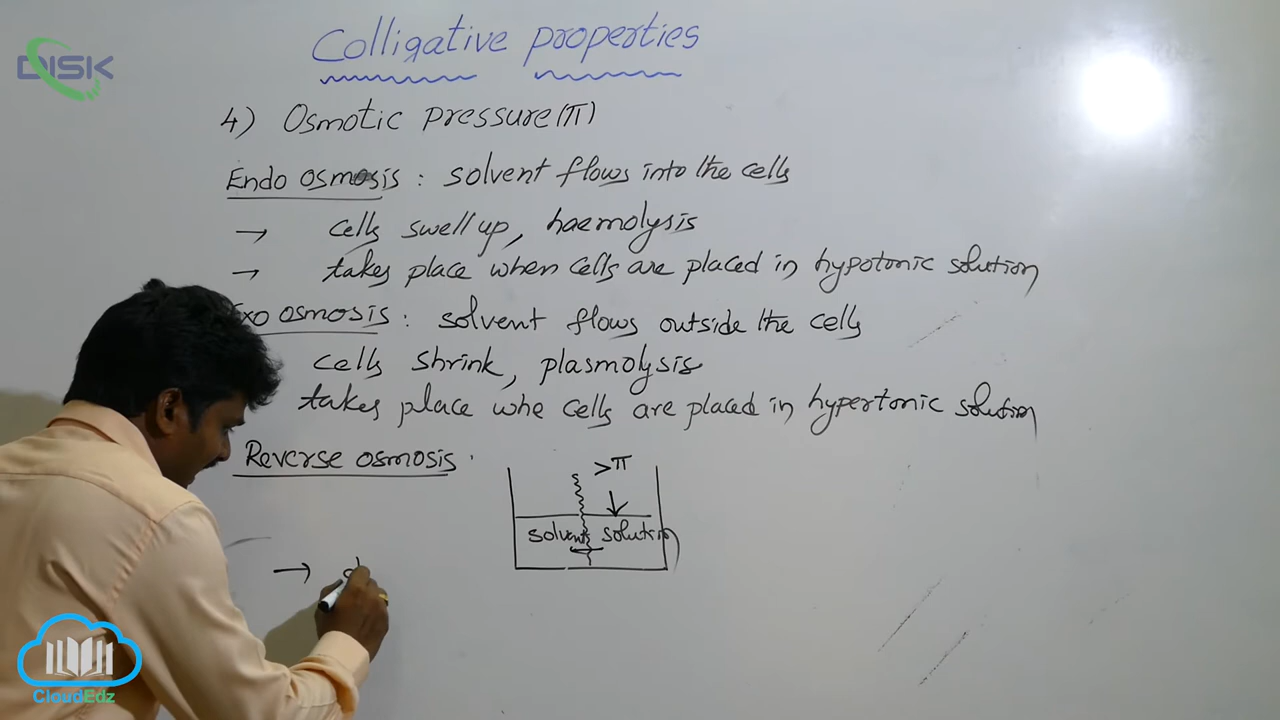 DISK
Colligative properties
4) Osmotic Pressure(π)
Endo osmosis : solvent flows into the cells
→ cells swell up, haemolysis
→ takes place when cells are placed in hypotonic solution
Exo osmosis : solvent flows outside the cells
cells shrink, plasmolysis
takes place whe cells are placed in hypertonic solution
Reverse osmosis
>π
solvent solution
→ d
CloudEdz